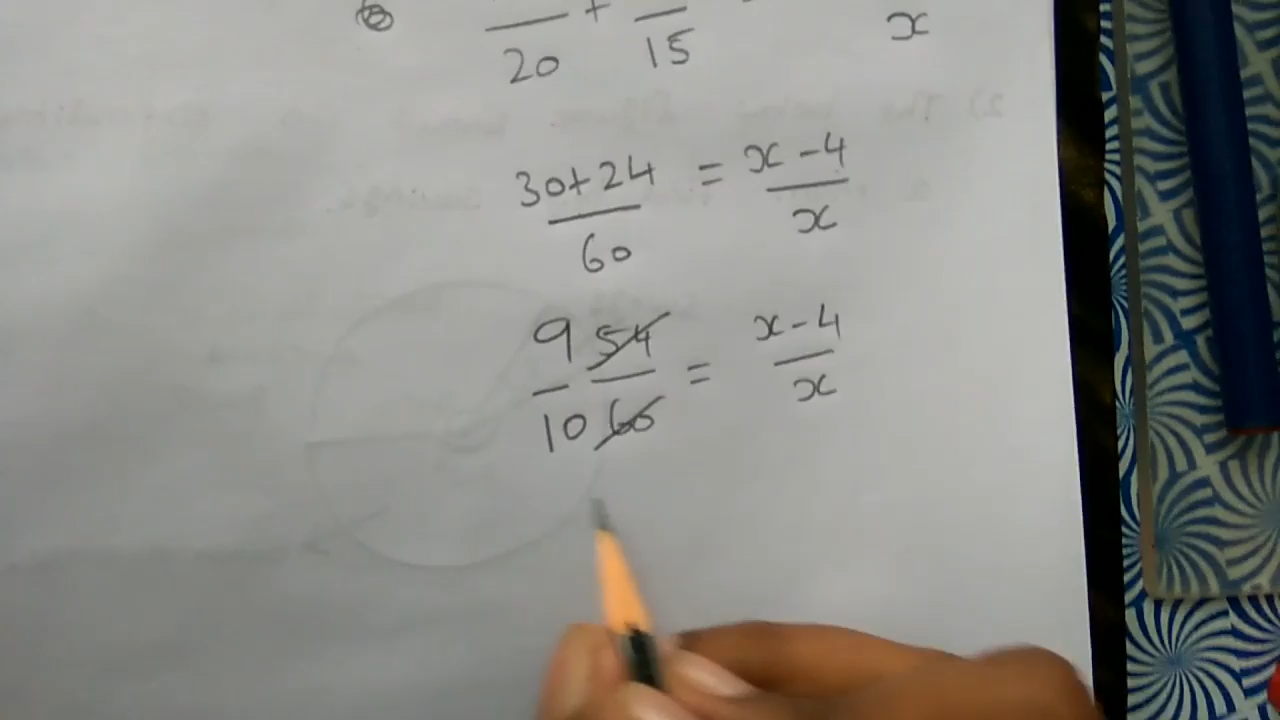 — + — x
20 15
30+24 = x-4
60 x
9 54 = x-4
10 60 x